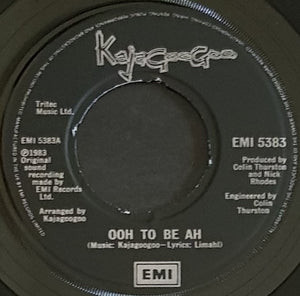 KajaGooGoo
Tritec
Music Ltd.
EMI 5383A
℗1983
Original
sound
recording
made by
EMI Records
Ltd.
Arranged by
Kajagoogoo
EMI 5383
Produced by
Colin Thurston
and Nick
Rhodes
Engineered by
Colin
Thurston
OOH TO BE AH
(Music: Kajagoogoo-Lyrics: Limahl)
EMI